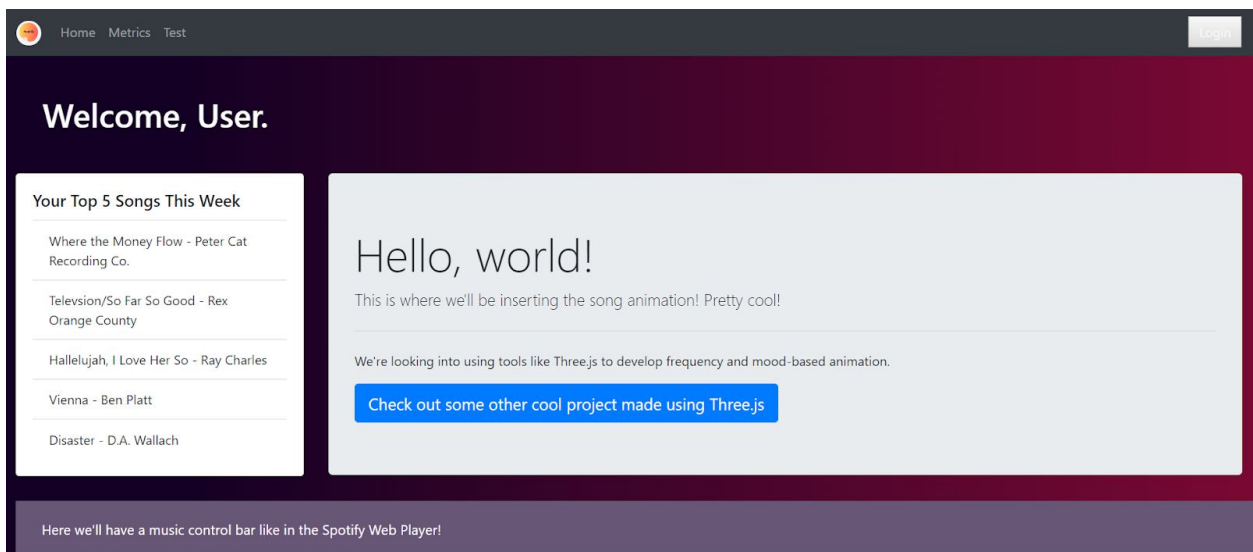 Home Metrics Test
Login
Welcome, User.
Your Top 5 Songs This Week
Where the Money Flow - Peter Cat
Recording Co.
Televsion/So Far So Good - Rex
Orange County
Hallelujah, I Love Her So - Ray Charles
Vienna - Ben Platt
Disaster - D.A. Wallach
Hello, world!
This is where we'll be inserting the song animation! Pretty cool!
We're looking into using tools like Three.js to develop frequency and mood-based animation.
Check out some other cool project made using Three.js
Here we'll have a music control bar like in the Spotify Web Player!